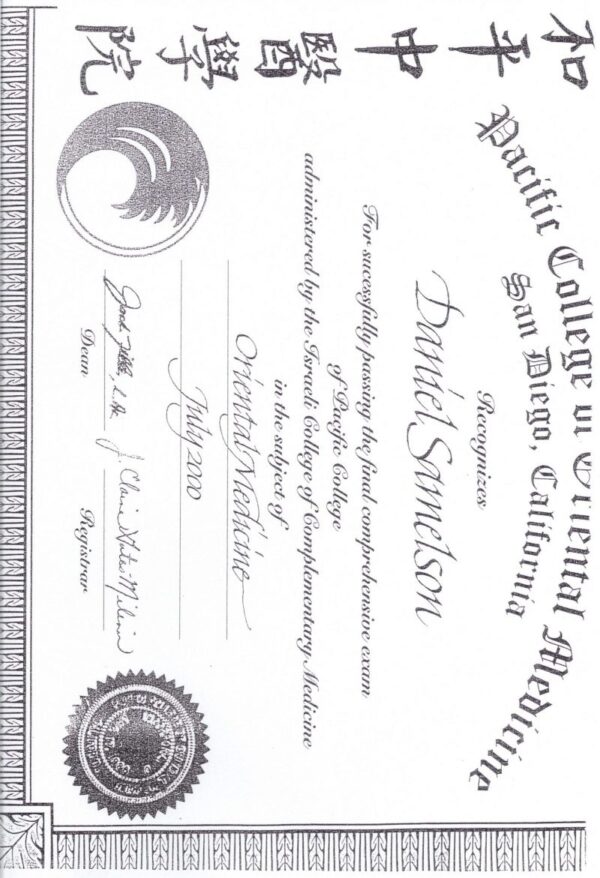 和平中醫學院
Pacific College of Oriental Medicine
San Diego, California
Recognizes
Daniel Samelson
For sucessfully passing the final comprehensive exam
of Pacific College
administered by the Israeli College of Complementary Medicine
in the subject of
Oriental Medicine
July 2000
Dean
Registrar